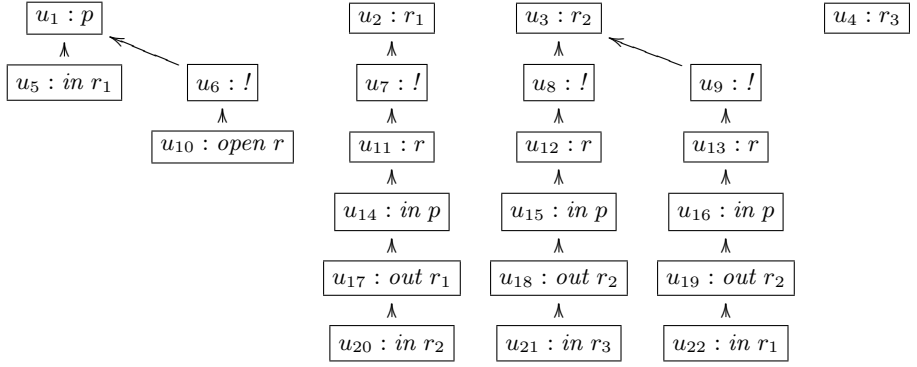 u₁ : p u₂ : r₁ u₃ : r₂ u₄ : r₃
u₅ : in r₁ u₆ : ! u₇ : ! u₈ : ! u₉ : !
u₁₀ : open r u₁₁ : r u₁₂ : r u₁₃ : r
u₁₄ : in p u₁₅ : in p u₁₆ : in p
u₁₇ : out r₁ u₁₈ : out r₂ u₁₉ : out r₂
u₂₀ : in r₂ u₂₁ : in r₃ u₂₂ : in r₁